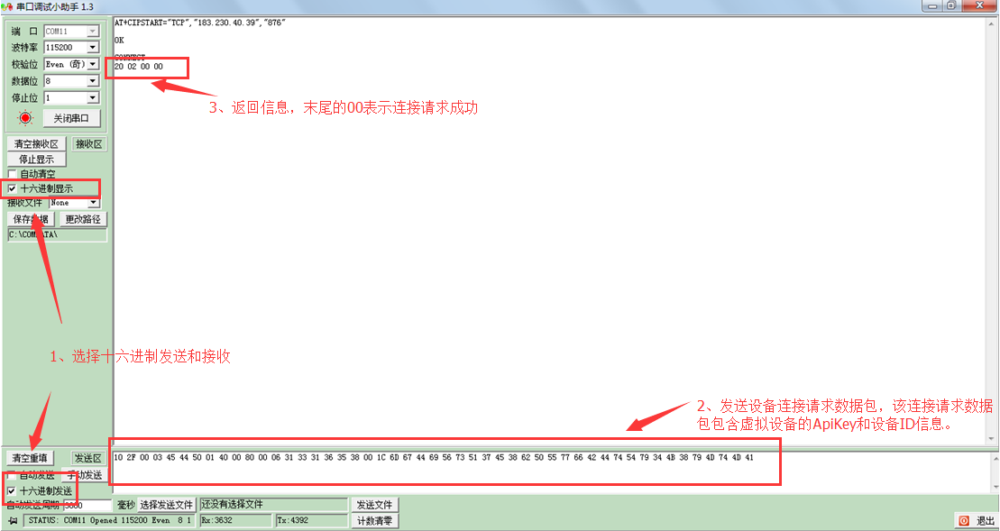 串口调试小助手 1.3
端 口 COM11
波特率 115200
校验位 Even (奇)
数据位 8
停止位 1
关闭串口
清空接收区 接收区
停止显示
自动清空
十六进制显示
接收文件 None
保存数据 更改路径
AT+CIPSTART="TCP","183.230.40.39","876"
OK
CONNECT
20 02 00 00
3、返回信息，末尾的00表示连接请求成功
1、选择十六进制发送和接收
2、发送设备连接请求数据包，该连接请求数据
包包含虚拟设备的ApiKey和设备ID信息。
清空重填 发送区
自动发送 手动发送
十六进制发送
10 2F 00 03 45 44 50 01 40 00 80 00 06 31 33 31 36 35 38 00 1C 6D 67 44 69 56 73 51 37 45 38 62 50 55 77 66 42 44 74 54 79 34 4B 38 79 4D 74 4D 41
自动发送周期 毫秒 选择发送文件 还没有选择文件 发送文件
STATUS: COM11 Opened 115200 Even 8 1 Rx:3632 Tx:4392 计数清零 退出